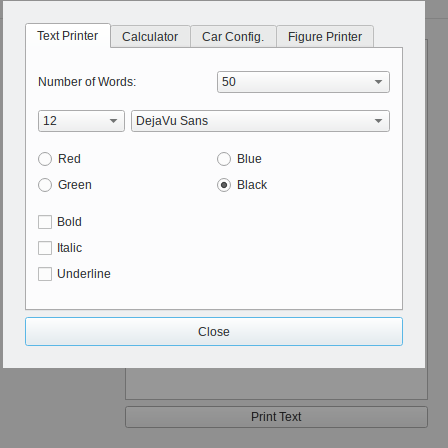 Text Printer Calculator Car Config. Figure Printer
Number of Words: 50
12 DejaVu Sans
Red Blue
Green Black
Bold
Italic
Underline
Close
Print Text